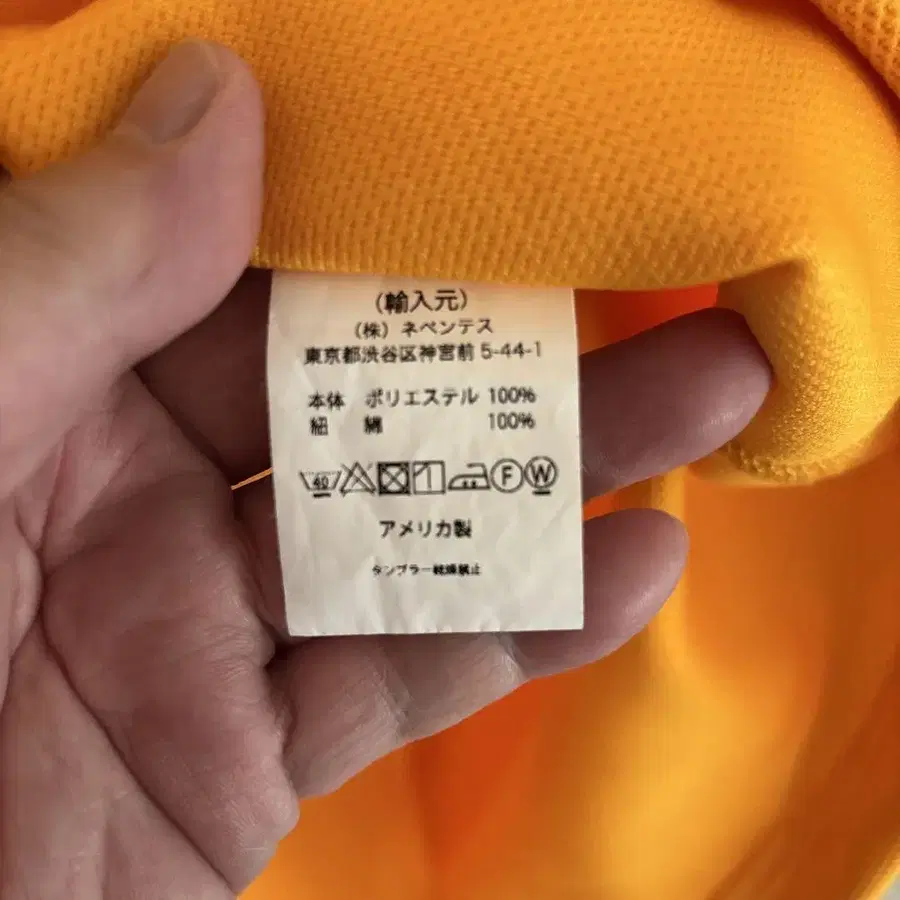 (輸入元)
(株) ネペンテス
東京都渋谷区神宮前 5-44-1
本体 ポリエステル 100%
紐 綿 100%
40 F W
アメリカ製
タンブラー乾燥禁止